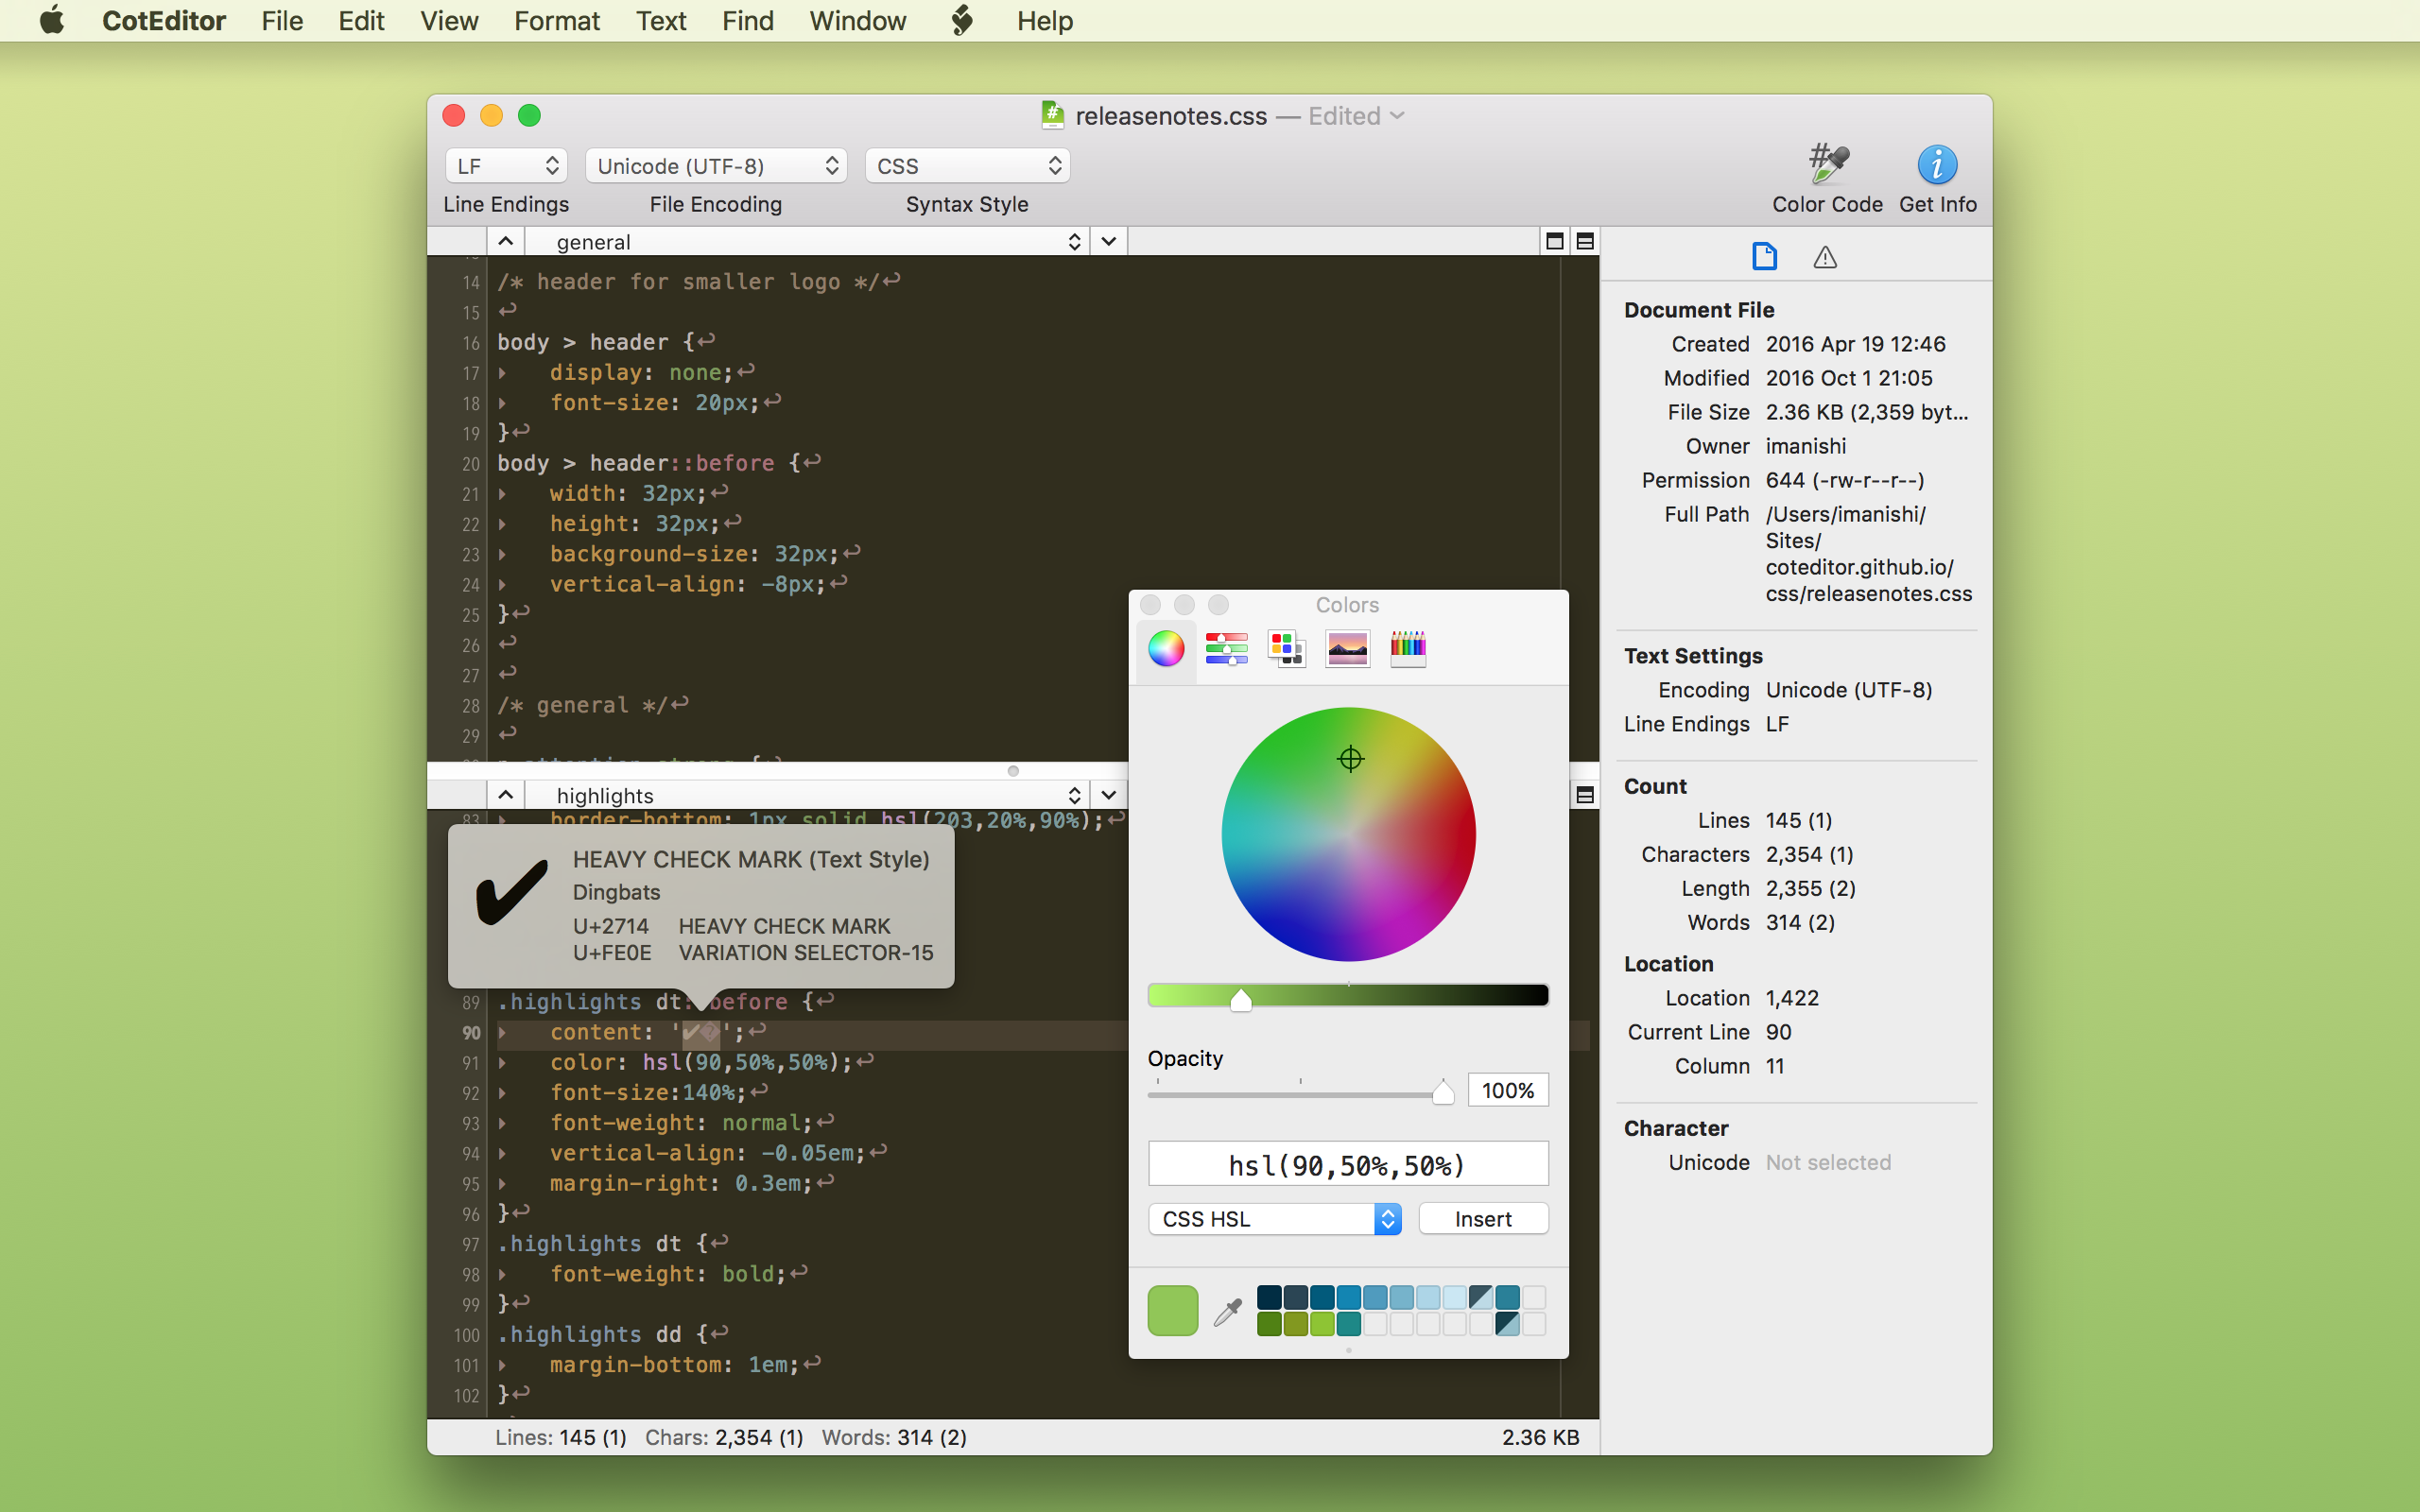 CotEditor File Edit View Format Text Find Window Help
releasenotes.css — Edited
LF Unicode (UTF-8) CSS
Line Endings File Encoding Syntax Style Color Code Get Info
general
14 /* header for smaller logo */↩
15 ↩
16 body > header {↩
17 display: none;↩
18 font-size: 20px;↩
19 }↩
20 body > header::before {↩
21 width: 32px;↩
22 height: 32px;↩
23 background-size: 32px;↩
24 vertical-align: -8px;↩
25 }↩
26 ↩
27 ↩
28 /* general */↩
29 ↩
highlights
83 border-bottom: 1px solid hsl(203,20%,90%);↩
HEAVY CHECK MARK (Text Style)
Dingbats
U+2714 HEAVY CHECK MARK
U+FE0E VARIATION SELECTOR-15
89 .highlights dt::before {↩
90 content: '✔�';↩
91 color: hsl(90,50%,50%);↩
92 font-size:140%;↩
93 font-weight: normal;↩
94 vertical-align: -0.05em;↩
95 margin-right: 0.3em;↩
96 }↩
97 .highlights dt {↩
98 font-weight: bold;↩
99 }↩
100 .highlights dd {↩
101 margin-bottom: 1em;↩
102 }↩
Lines: 145 (1) Chars: 2,354 (1) Words: 314 (2) 2.36 KB
Colors
Opacity
100%
hsl(90,50%,50%)
CSS HSL Insert
Document File
Created 2016 Apr 19 12:46
Modified 2016 Oct 1 21:05
File Size 2.36 KB (2,359 byt...
Owner imanishi
Permission 644 (-rw-r--r--)
Full Path /Users/imanishi/
Sites/
coteditor.github.io/
css/releasenotes.css
Text Settings
Encoding Unicode (UTF-8)
Line Endings LF
Count
Lines 145 (1)
Characters 2,354 (1)
Length 2,355 (2)
Words 314 (2)
Location
Location 1,422
Current Line 90
Column 11
Character
Unicode Not selected